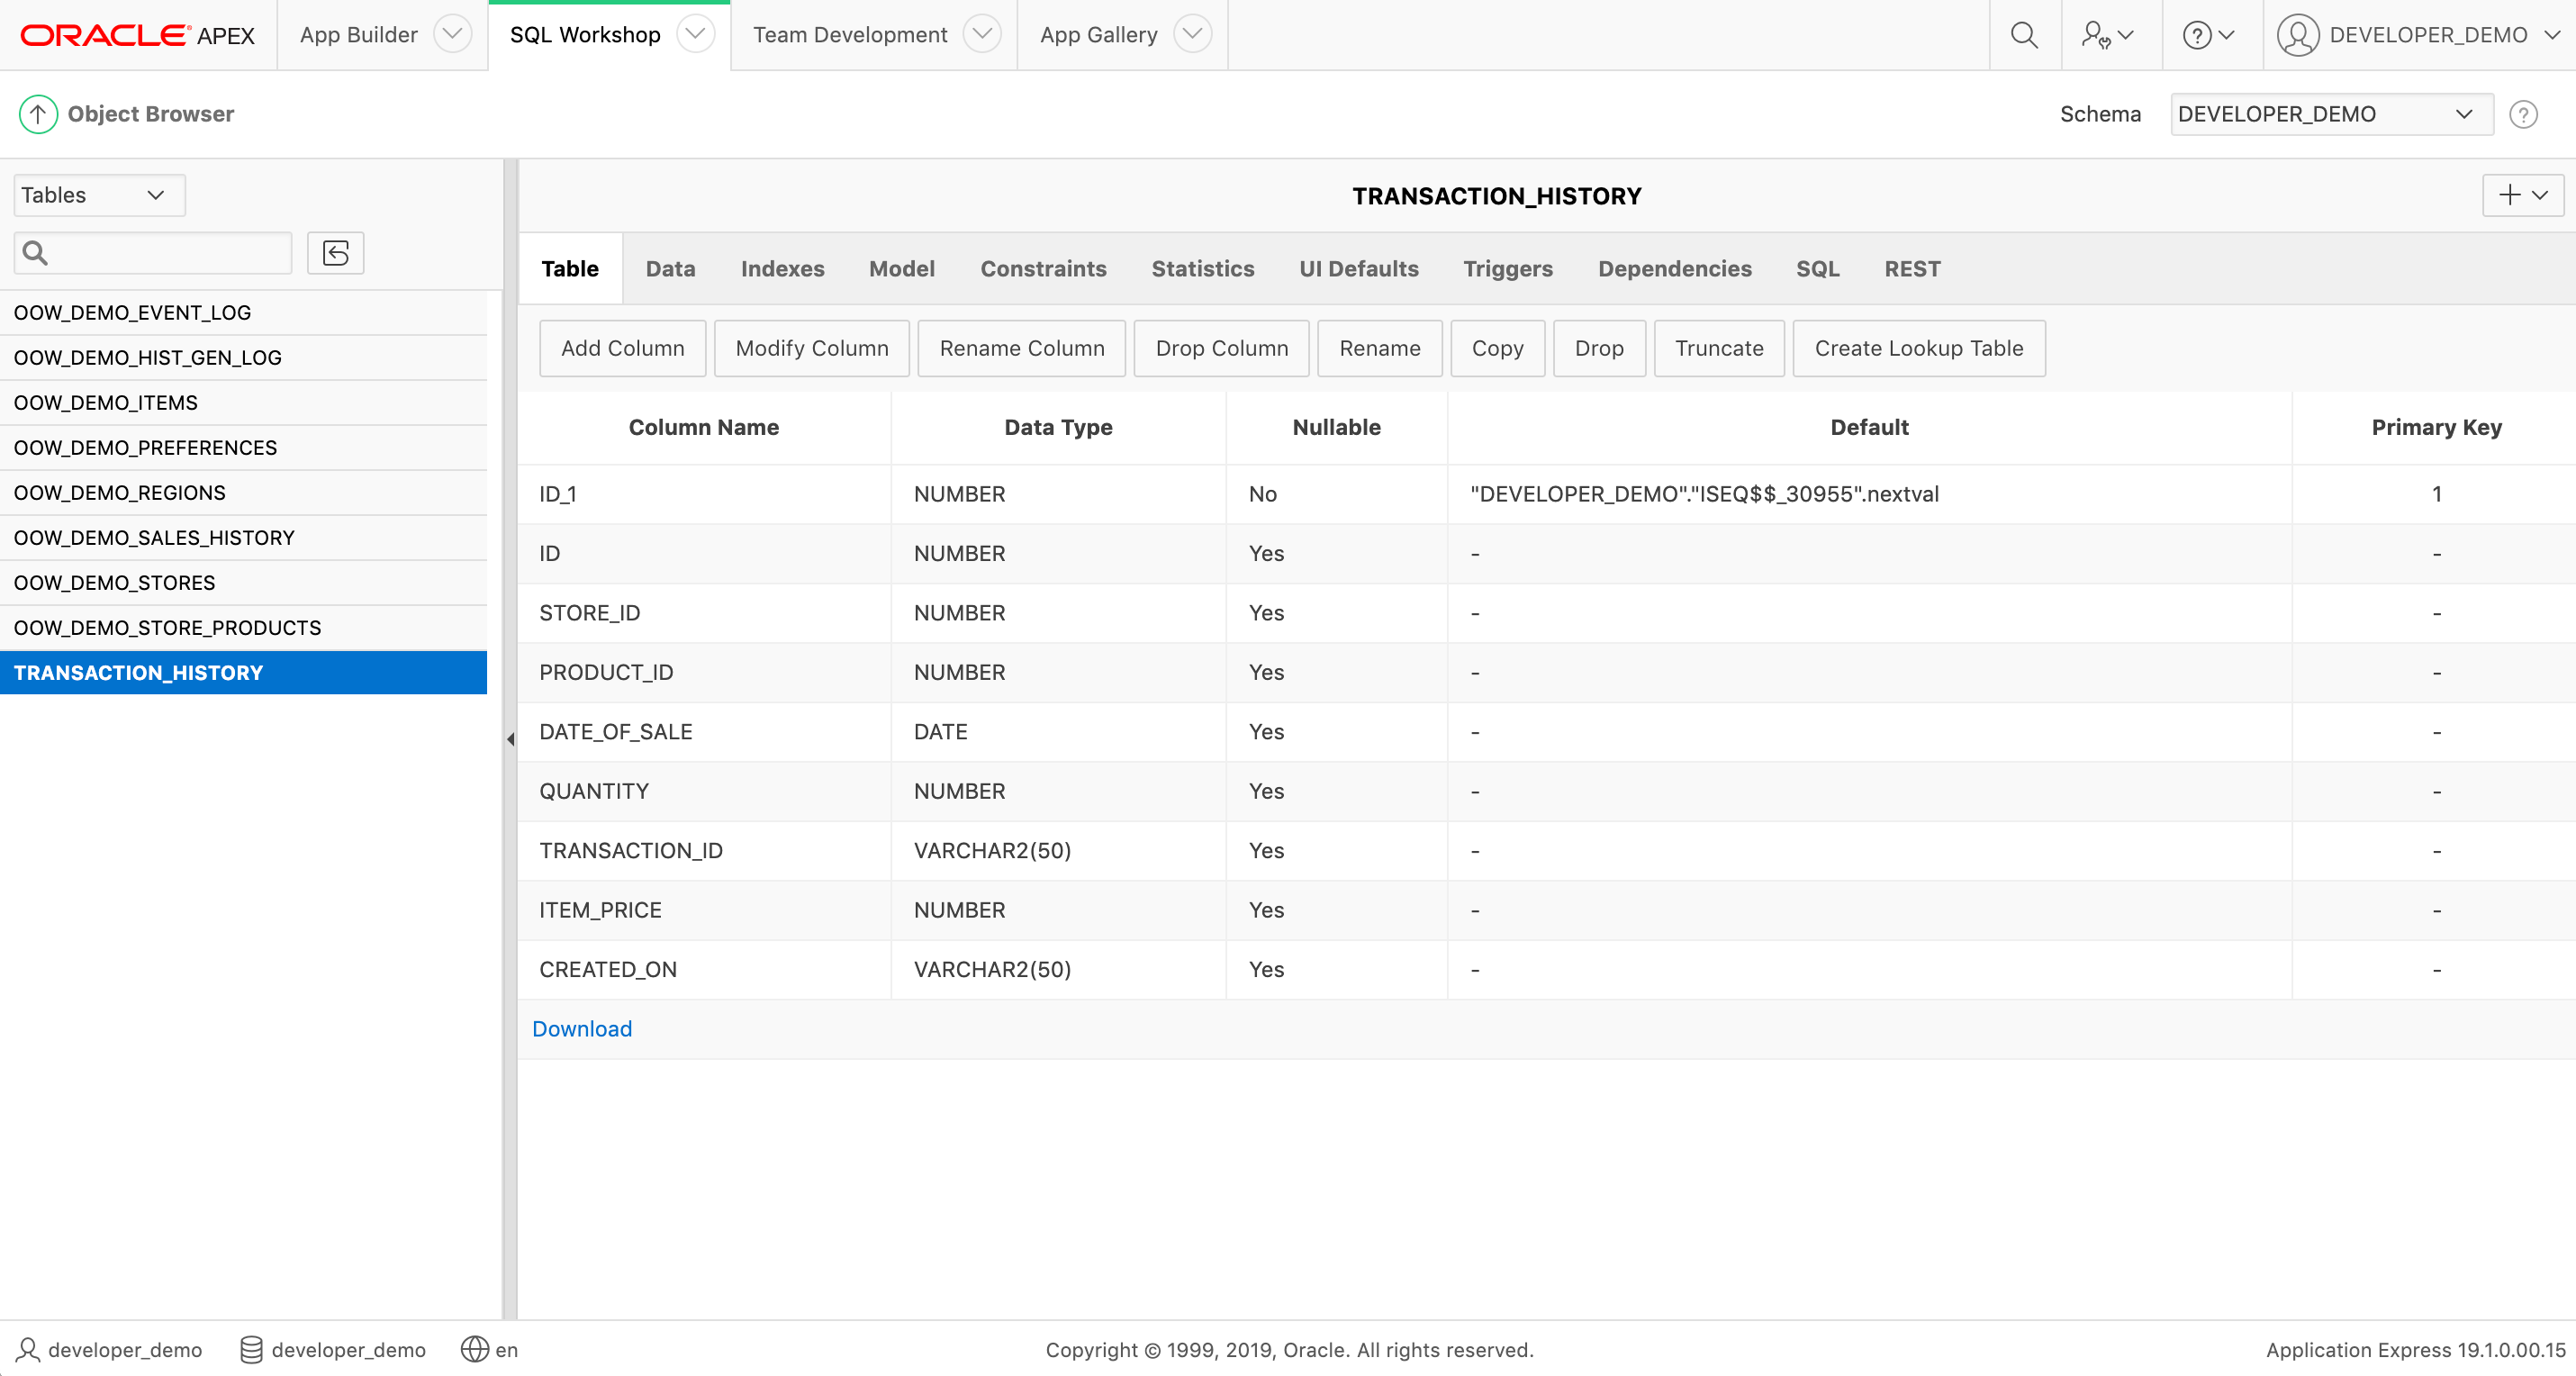 ORACLE® APEX App Builder SQL Workshop Team Development App Gallery DEVELOPER_DEMO
Object Browser Schema DEVELOPER_DEMO
Tables
OOW_DEMO_EVENT_LOG
OOW_DEMO_HIST_GEN_LOG
OOW_DEMO_ITEMS
OOW_DEMO_PREFERENCES
OOW_DEMO_REGIONS
OOW_DEMO_SALES_HISTORY
OOW_DEMO_STORES
OOW_DEMO_STORE_PRODUCTS
TRANSACTION_HISTORY
TRANSACTION_HISTORY
Table Data Indexes Model Constraints Statistics UI Defaults Triggers Dependencies SQL REST
Add Column Modify Column Rename Column Drop Column Rename Copy Drop Truncate Create Lookup Table
Column Name Data Type Nullable Default Primary Key
ID_1 NUMBER No "DEVELOPER_DEMO"."ISEQ$$_30955".nextval 1
ID NUMBER Yes - -
STORE_ID NUMBER Yes - -
PRODUCT_ID NUMBER Yes - -
DATE_OF_SALE DATE Yes - -
QUANTITY NUMBER Yes - -
TRANSACTION_ID VARCHAR2(50) Yes - -
ITEM_PRICE NUMBER Yes - -
CREATED_ON VARCHAR2(50) Yes - -
Download
developer_demo developer_demo en Copyright © 1999, 2019, Oracle. All rights reserved. Application Express 19.1.0.00.15